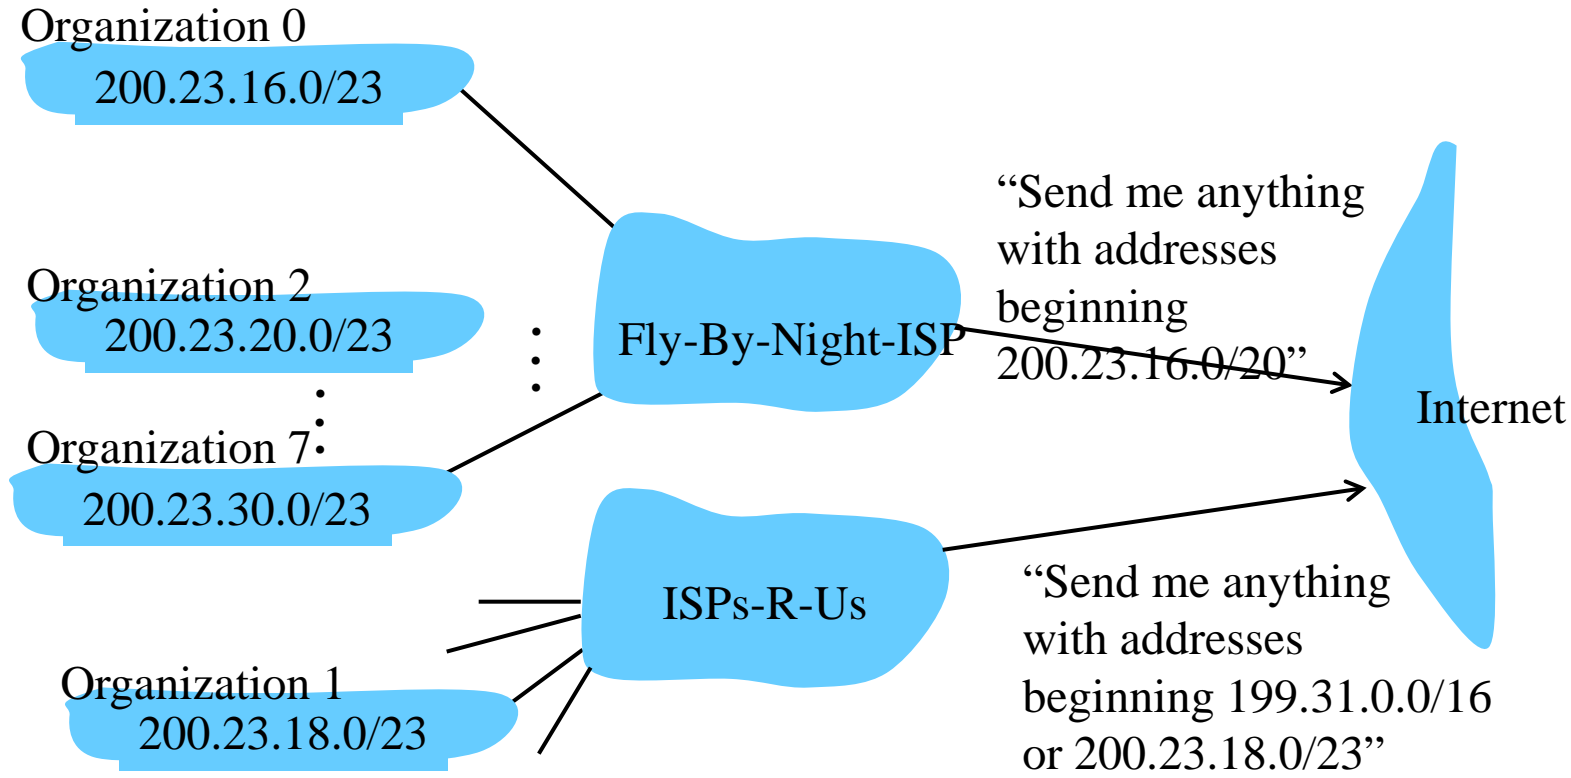 Organization 0
200.23.16.0/23
Organization 2
200.23.20.0/23
Organization 7
200.23.30.0/23
Organization 1
200.23.18.0/23
Fly-By-Night-ISP
ISPs-R-Us
“Send me anything
with addresses
beginning
200.23.16.0/20”
“Send me anything
with addresses
beginning 199.31.0.0/16
or 200.23.18.0/23”
Internet